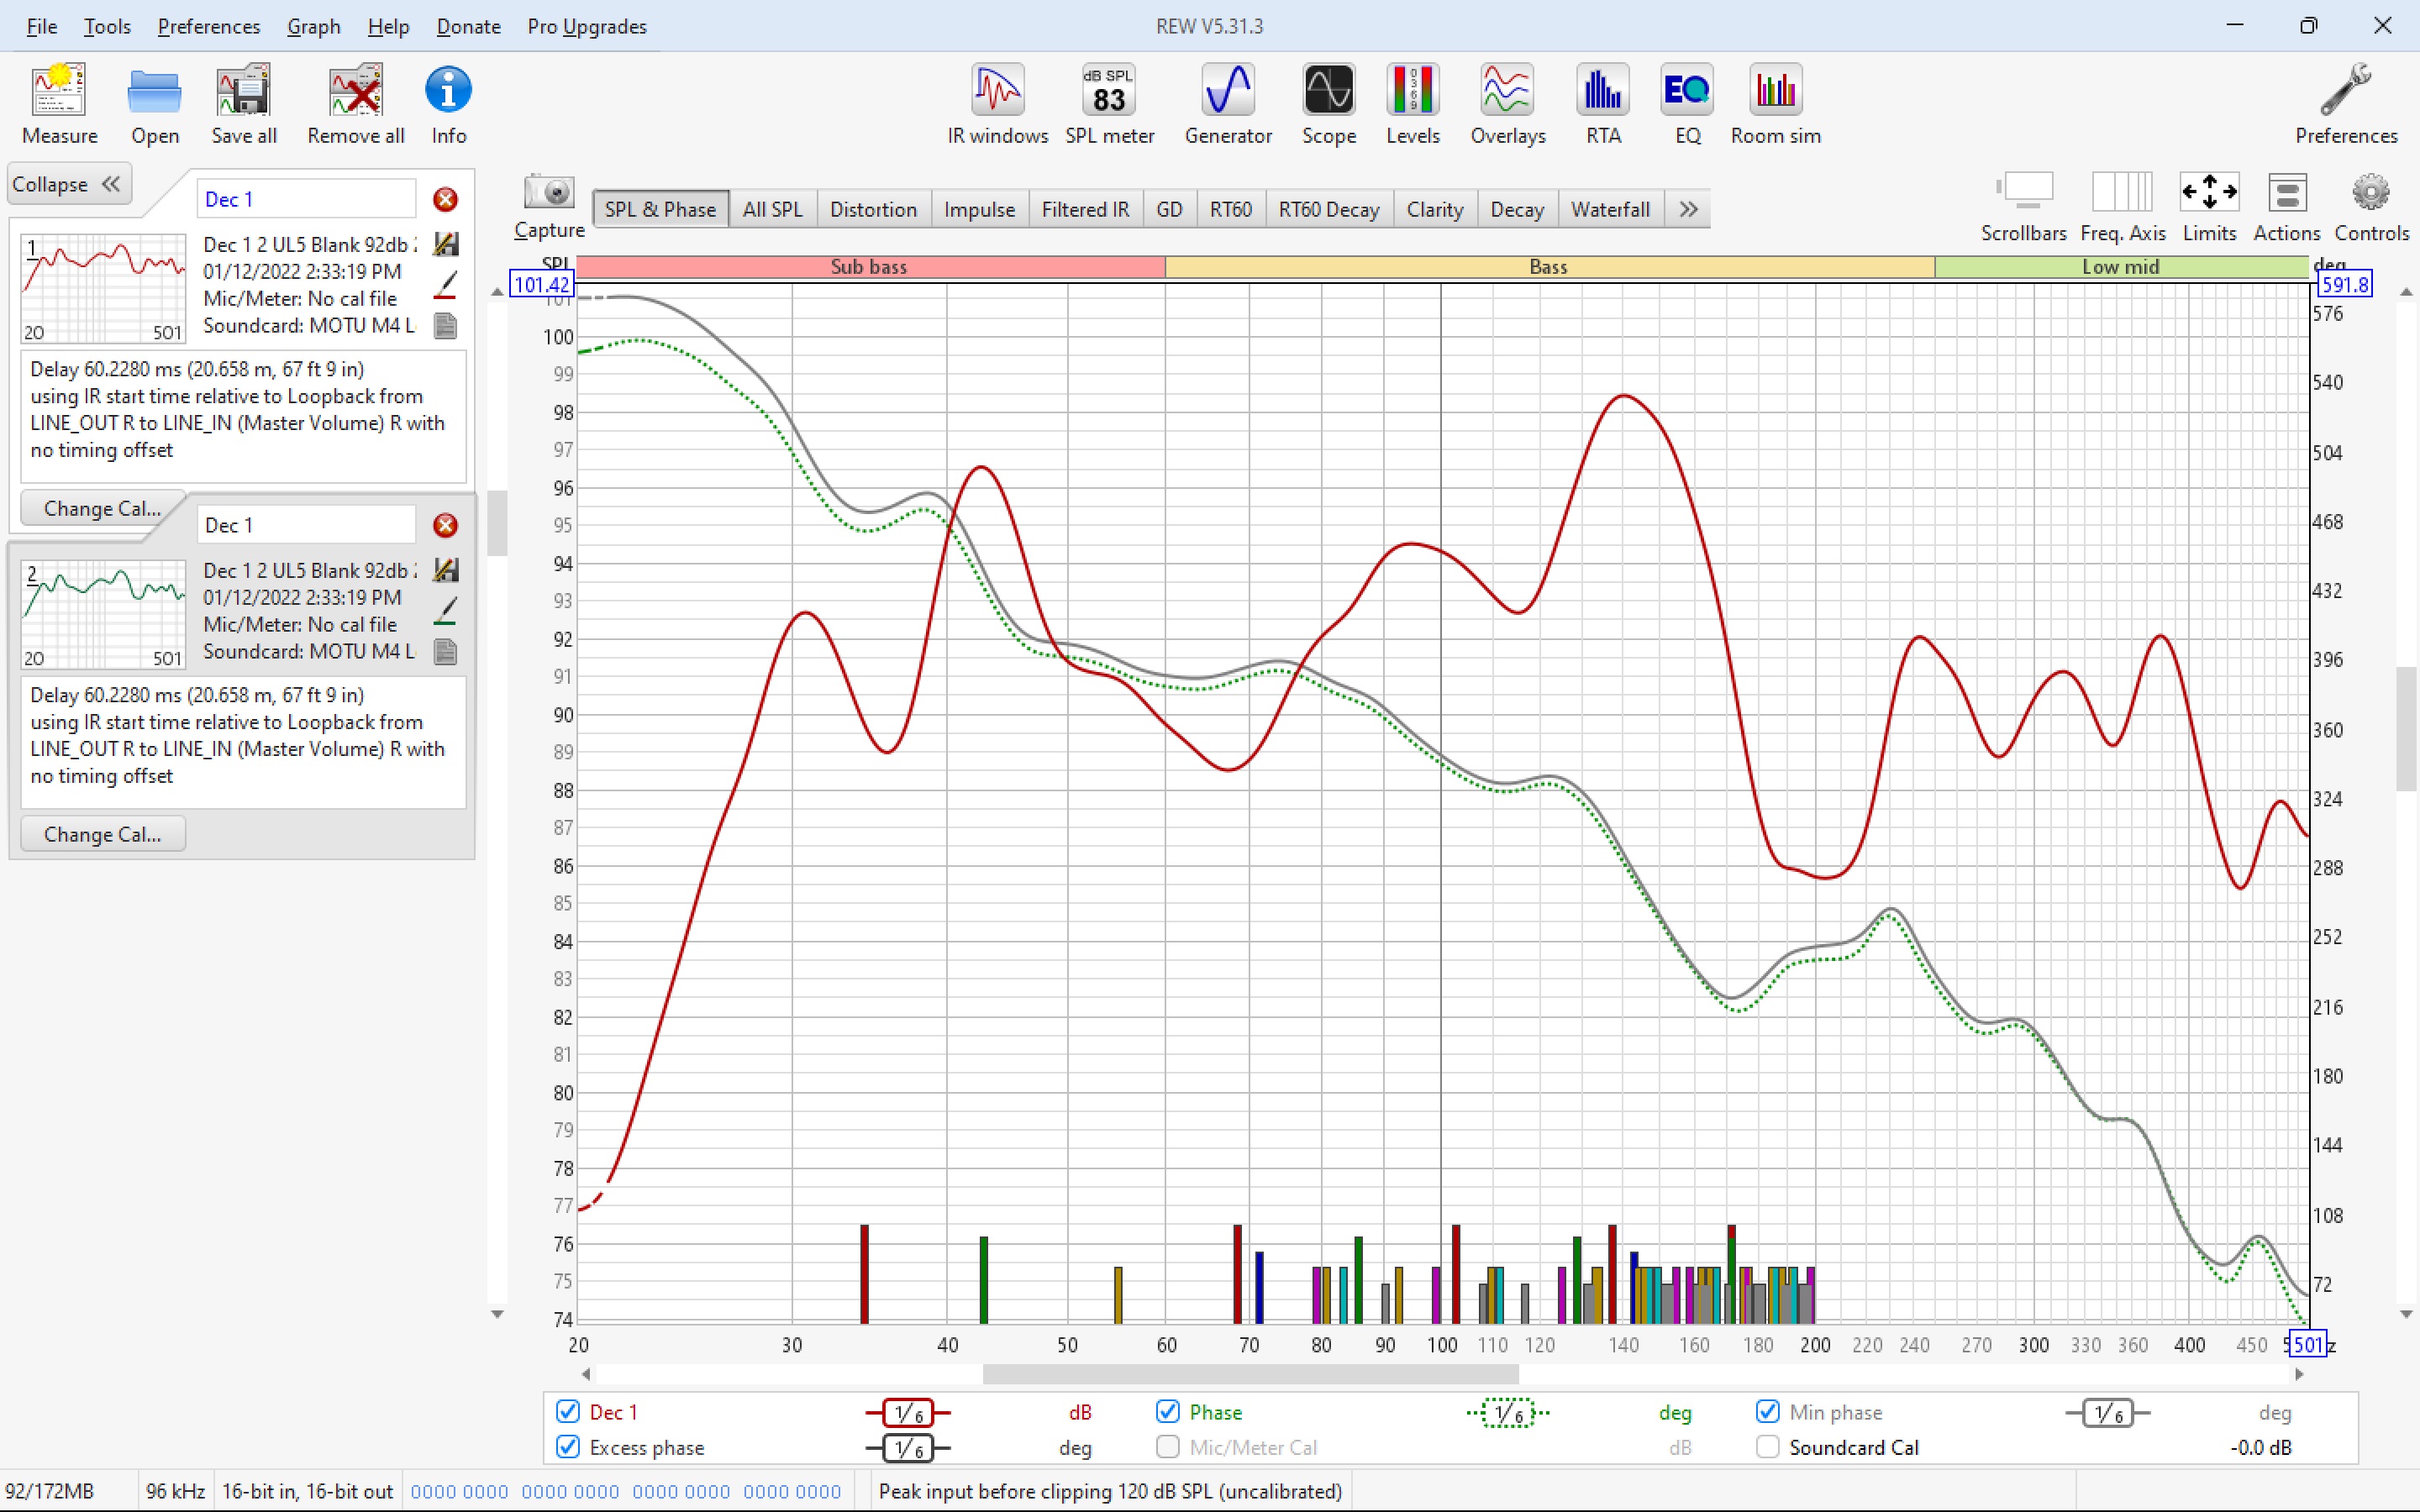 File Tools Preferences Graph Help Donate Pro Upgrades
REW V5.31.3
Measure Open Save all Remove all Info
dB SPL
83
0 3 6 9
EQ
IR windows SPL meter Generator Scope Levels Overlays RTA EQ Room sim
Preferences
Collapse
Dec 1
1
20 501
Dec 1 2 UL5 Blank 92db
01/12/2022 2:33:19 PM
Mic/Meter: No cal file
Soundcard: MOTU M4 L
Delay 60.2280 ms (20.658 m, 67 ft 9 in)
using IR start time relative to Loopback from
LINE_OUT R to LINE_IN (Master Volume) R with
no timing offset
Change Cal...
Dec 1
2
20 501
Dec 1 2 UL5 Blank 92db
01/12/2022 2:33:19 PM
Mic/Meter: No cal file
Soundcard: MOTU M4 L
Delay 60.2280 ms (20.658 m, 67 ft 9 in)
using IR start time relative to Loopback from
LINE_OUT R to LINE_IN (Master Volume) R with
no timing offset
Change Cal...
Capture
SPL & Phase All SPL Distortion Impulse Filtered IR GD RT60 RT60 Decay Clarity Decay Waterfall
Scrollbars Freq. Axis Limits Actions Controls
SPL
Sub bass Bass Low mid
deg
101.42
591.8
101
100
99
98
97
96
95
94
93
92
91
90
89
88
87
86
85
84
83
82
81
80
79
78
77
76
75
74
576
540
504
468
432
396
360
324
288
252
216
180
144
108
72
20 30 40 50 60 70 80 90 100 110 120 140 160 180 200 220 240 270 300 330 360 400 450 501
Dec 1 1/6 dB Phase 1/6 deg Min phase 1/6 deg
Excess phase 1/6 deg Mic/Meter Cal dB Soundcard Cal -0.0 dB
92/172MB 96 kHz 16-bit in, 16-bit out 0000 0000 0000 0000 0000 0000 0000 0000 Peak input before clipping 120 dB SPL (uncalibrated)